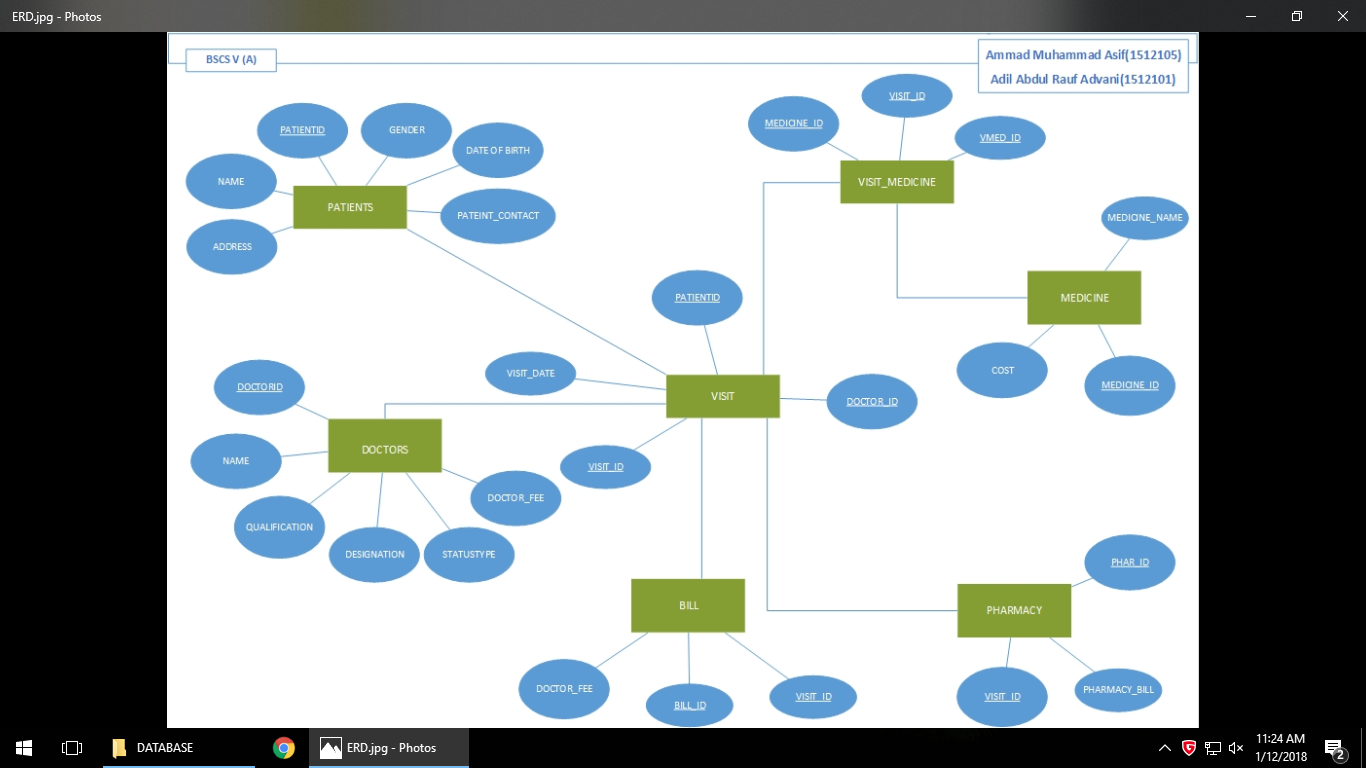 ERD.jpg - Photos
BSCS V (A)
Ammad Muhammad Asif(1512105)
Adil Abdul Rauf Advani(1512101)
VISIT_ID
MEDICINE_ID
VMED_ID
PATIENTID
GENDER
DATE OF BIRTH
NAME
VISIT_MEDICINE
PATIENTS
PATEINT_CONTACT
MEDICINE_NAME
ADDRESS
PATIENTID
MEDICINE
VISIT_DATE
COST
DOCTORID
MEDICINE_ID
VISIT
DOCTOR_ID
DOCTORS
NAME
VISIT_ID
DOCTOR_FEE
QUALIFICATION
DESIGNATION
STATUSTYPE
PHAR_ID
BILL
PHARMACY
DOCTOR_FEE
BILL_ID
VISIT_ID
VISIT_ID
PHARMACY_BILL
DATABASE
ERD.jpg - Photos
11:24 AM
1/12/2018
2